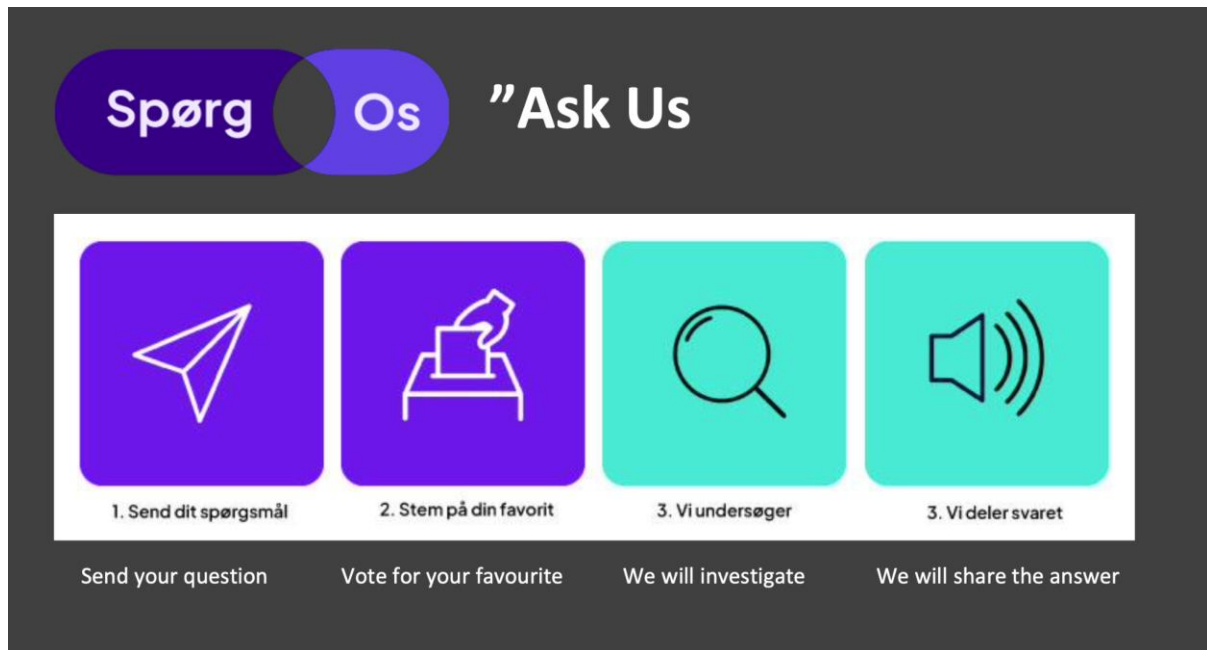 Spørg Os ”Ask Us
1. Send dit spørgsmål
2. Stem på din favorit
3. Vi undersøger
3. Vi deler svaret
Send your question
Vote for your favourite
We will investigate
We will share the answer